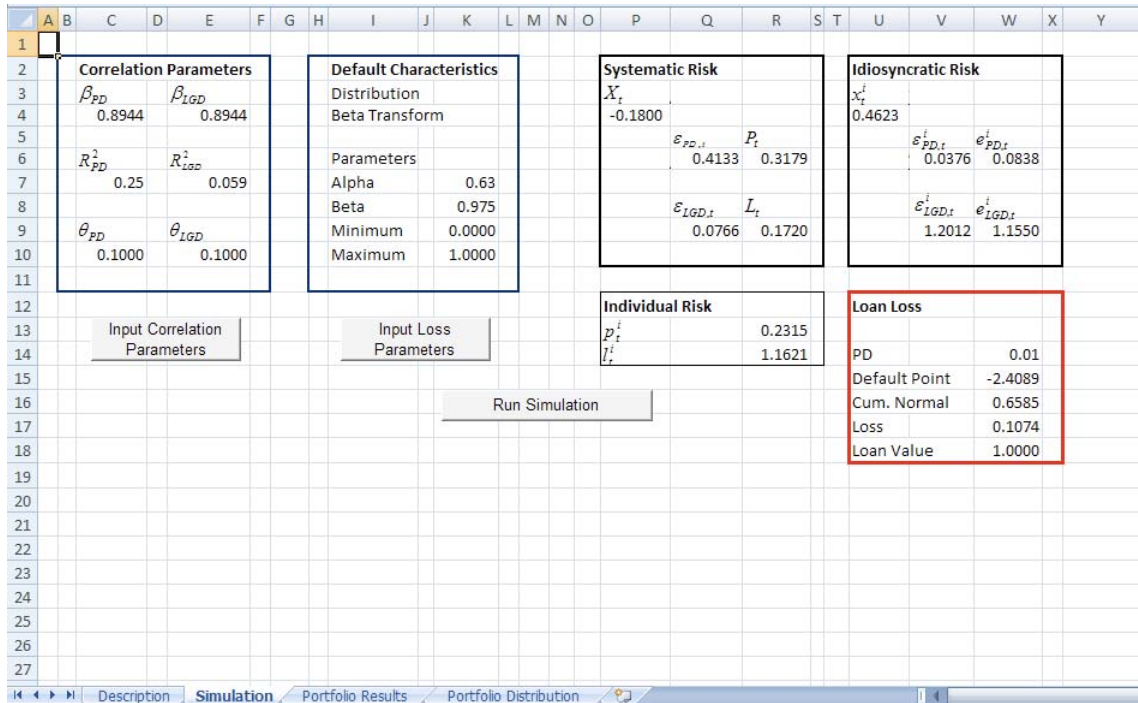 A B C D E F G H I J K L M N O P Q R S T U V W X Y
1
2 Correlation Parameters Default Characteristics Systematic Risk Idiosyncratic Risk
3 β_PD β_LGD Distribution X_t x_t^i
4 0.8944 0.8944 Beta Transform -0.1800 0.4623
5 ε_PD,t P_t ε_PD,t^i e_PD,t^i
6 R²_PD R²_LGD Parameters 0.4133 0.3179 0.0376 0.0838
7 0.25 0.059 Alpha 0.63
8 Beta 0.975 ε_LGD,t L_t ε_LGD,t^i e_LGD,t^i
9 θ_PD θ_LGD Minimum 0.0000 0.0766 0.1720 1.2012 1.1550
10 0.1000 0.1000 Maximum 1.0000
11
12 Individual Risk Loan Loss
13 Input Correlation Parameters Input Loss Parameters p_t^i 0.2315
14 l_t^i 1.1621 PD 0.01
15 Default Point -2.4089
16 Run Simulation Cum. Normal 0.6585
17 Loss 0.1074
18 Loan Value 1.0000
19
20
21
22
23
24
25
26
27
Description Simulation Portfolio Results Portfolio Distribution